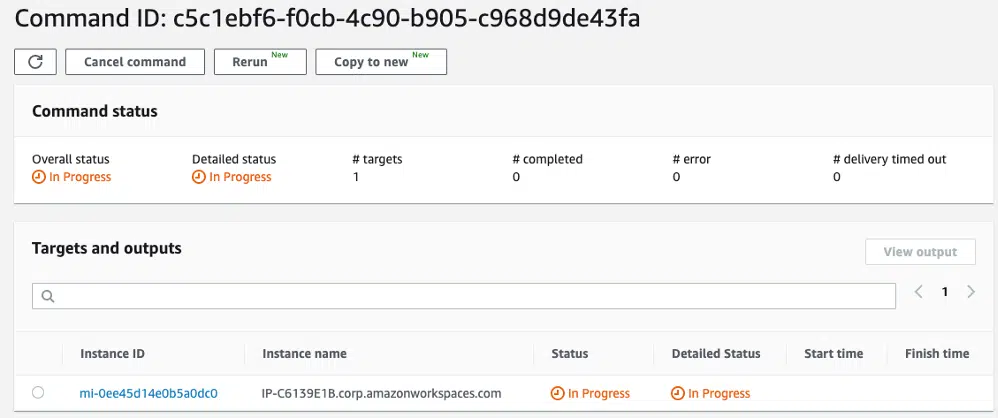 Command ID: c5c1ebf6-f0cb-4c90-b905-c968d9de43fa
Cancel command Rerun New Copy to new New
Command status
Overall status Detailed status # targets # completed # error # delivery timed out
In Progress In Progress 1 0 0 0
Targets and outputs
View output
1
Instance ID Instance name Status Detailed Status Start time Finish time
mi-0ee45d14e0b5a0dc0 IP-C6139E1B.corp.amazonworkspaces.com In Progress In Progress